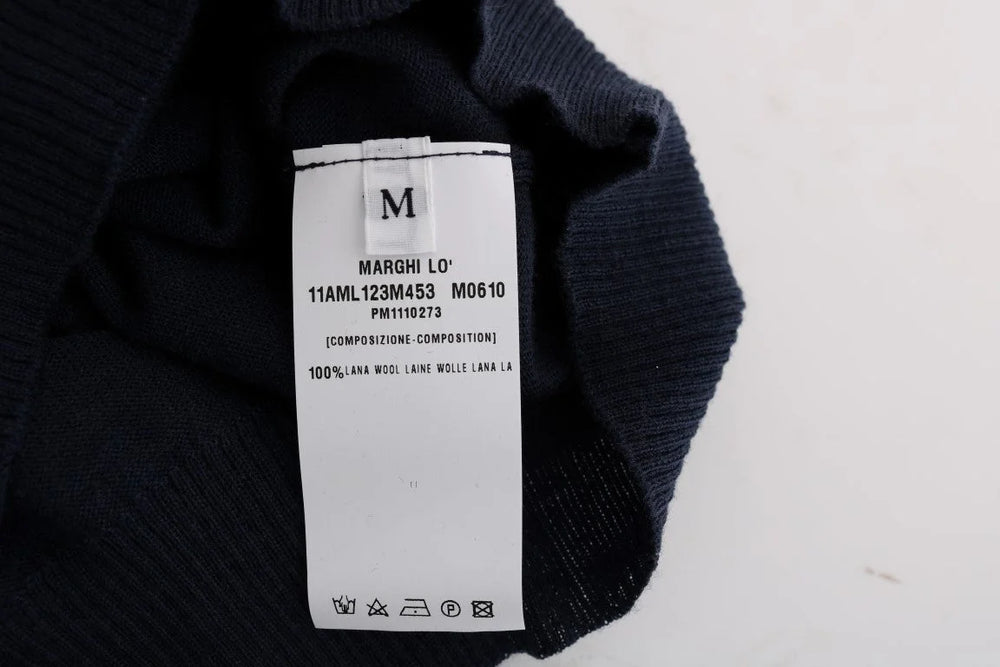 M
MARGHI LO'
11AML123M453 M0610
PM1110273
[COMPOSIZIONE-COMPOSITION]
100% LANA WOOL LAINE WOLLE LANA LA
P